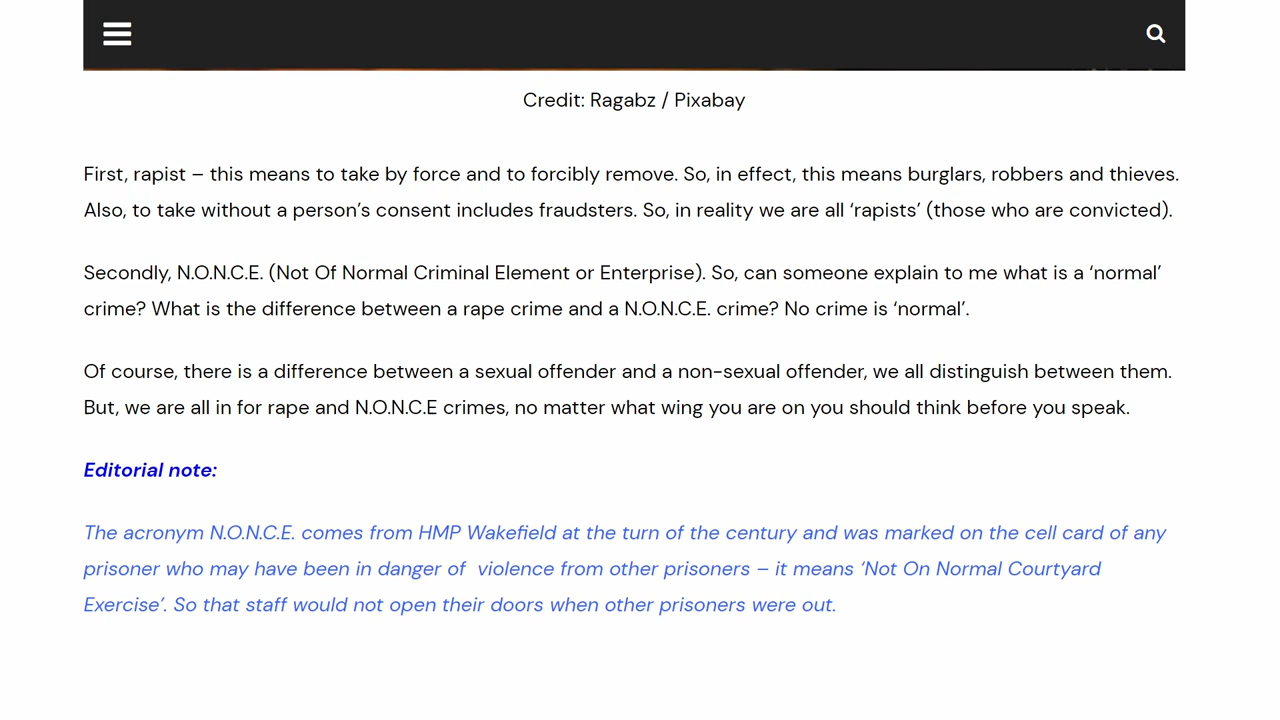 Credit: Ragabz / Pixabay
First, rapist – this means to take by force and to forcibly remove. So, in effect, this means burglars, robbers and thieves.
Also, to take without a person’s consent includes fraudsters. So, in reality we are all ‘rapists’ (those who are convicted).
Secondly, N.O.N.C.E. (Not Of Normal Criminal Element or Enterprise). So, can someone explain to me what is a ‘normal’
crime? What is the difference between a rape crime and a N.O.N.C.E. crime? No crime is ‘normal’.
Of course, there is a difference between a sexual offender and a non-sexual offender, we all distinguish between them.
But, we are all in for rape and N.O.N.C.E crimes, no matter what wing you are on you should think before you speak.
Editorial note:
The acronym N.O.N.C.E. comes from HMP Wakefield at the turn of the century and was marked on the cell card of any
prisoner who may have been in danger of  violence from other prisoners – it means ‘Not On Normal Courtyard
Exercise’. So that staff would not open their doors when other prisoners were out.